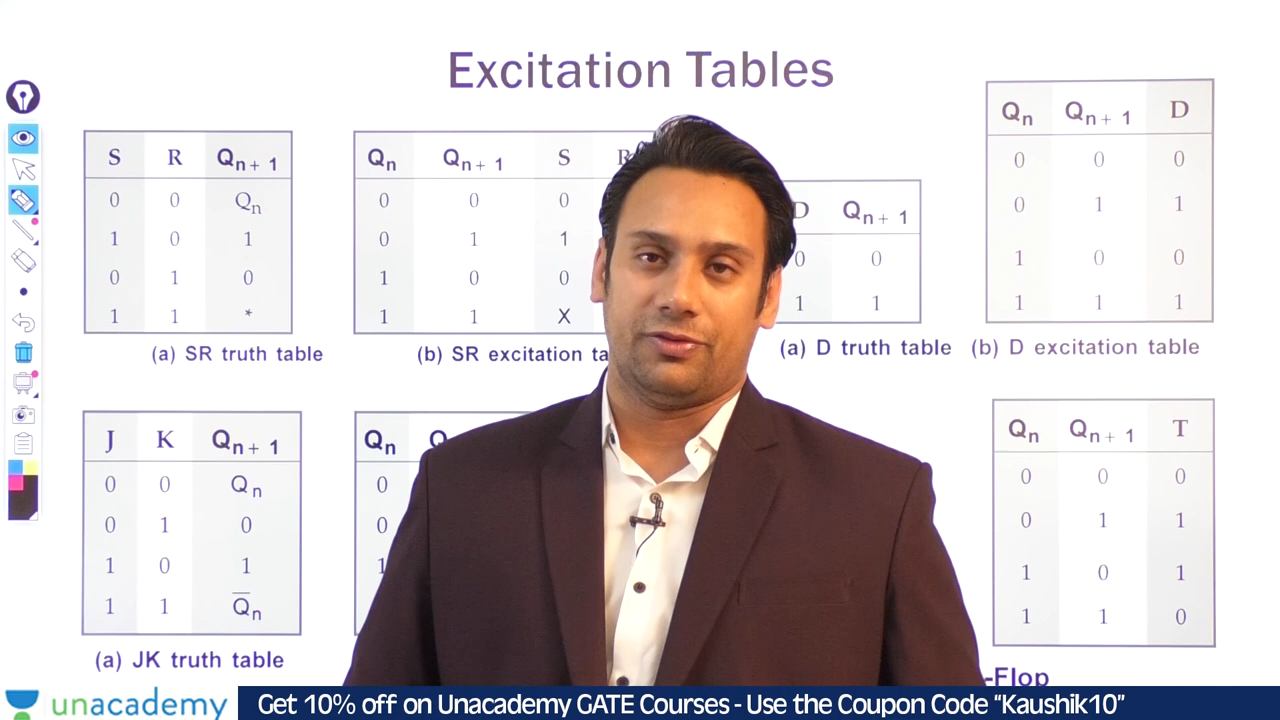 Excitation Tables
S R Qn + 1
0 0 Qn
1 0 1
0 1 0
1 1 *
(a) SR truth table
Qn Qn + 1 S R
0 0 0
0 1 1
1 0 0
1 1 X
(b) SR excitation
D Qn + 1
0 0
1 1
(a) D truth table
Qn Qn + 1 D
0 0 0
0 1 1
1 0 0
1 1 1
(b) D excitation table
J K Qn + 1
0 0 Qn
0 1 0
1 0 1
1 1 Q̅n
(a) JK truth table
Qn
0
0
1
Qn Qn + 1 T
0 0 0
0 1 1
1 0 1
1 1 0
-Flop
unacademy
Get 10% off on Unacademy GATE Courses - Use the Coupon Code “Kaushik10”